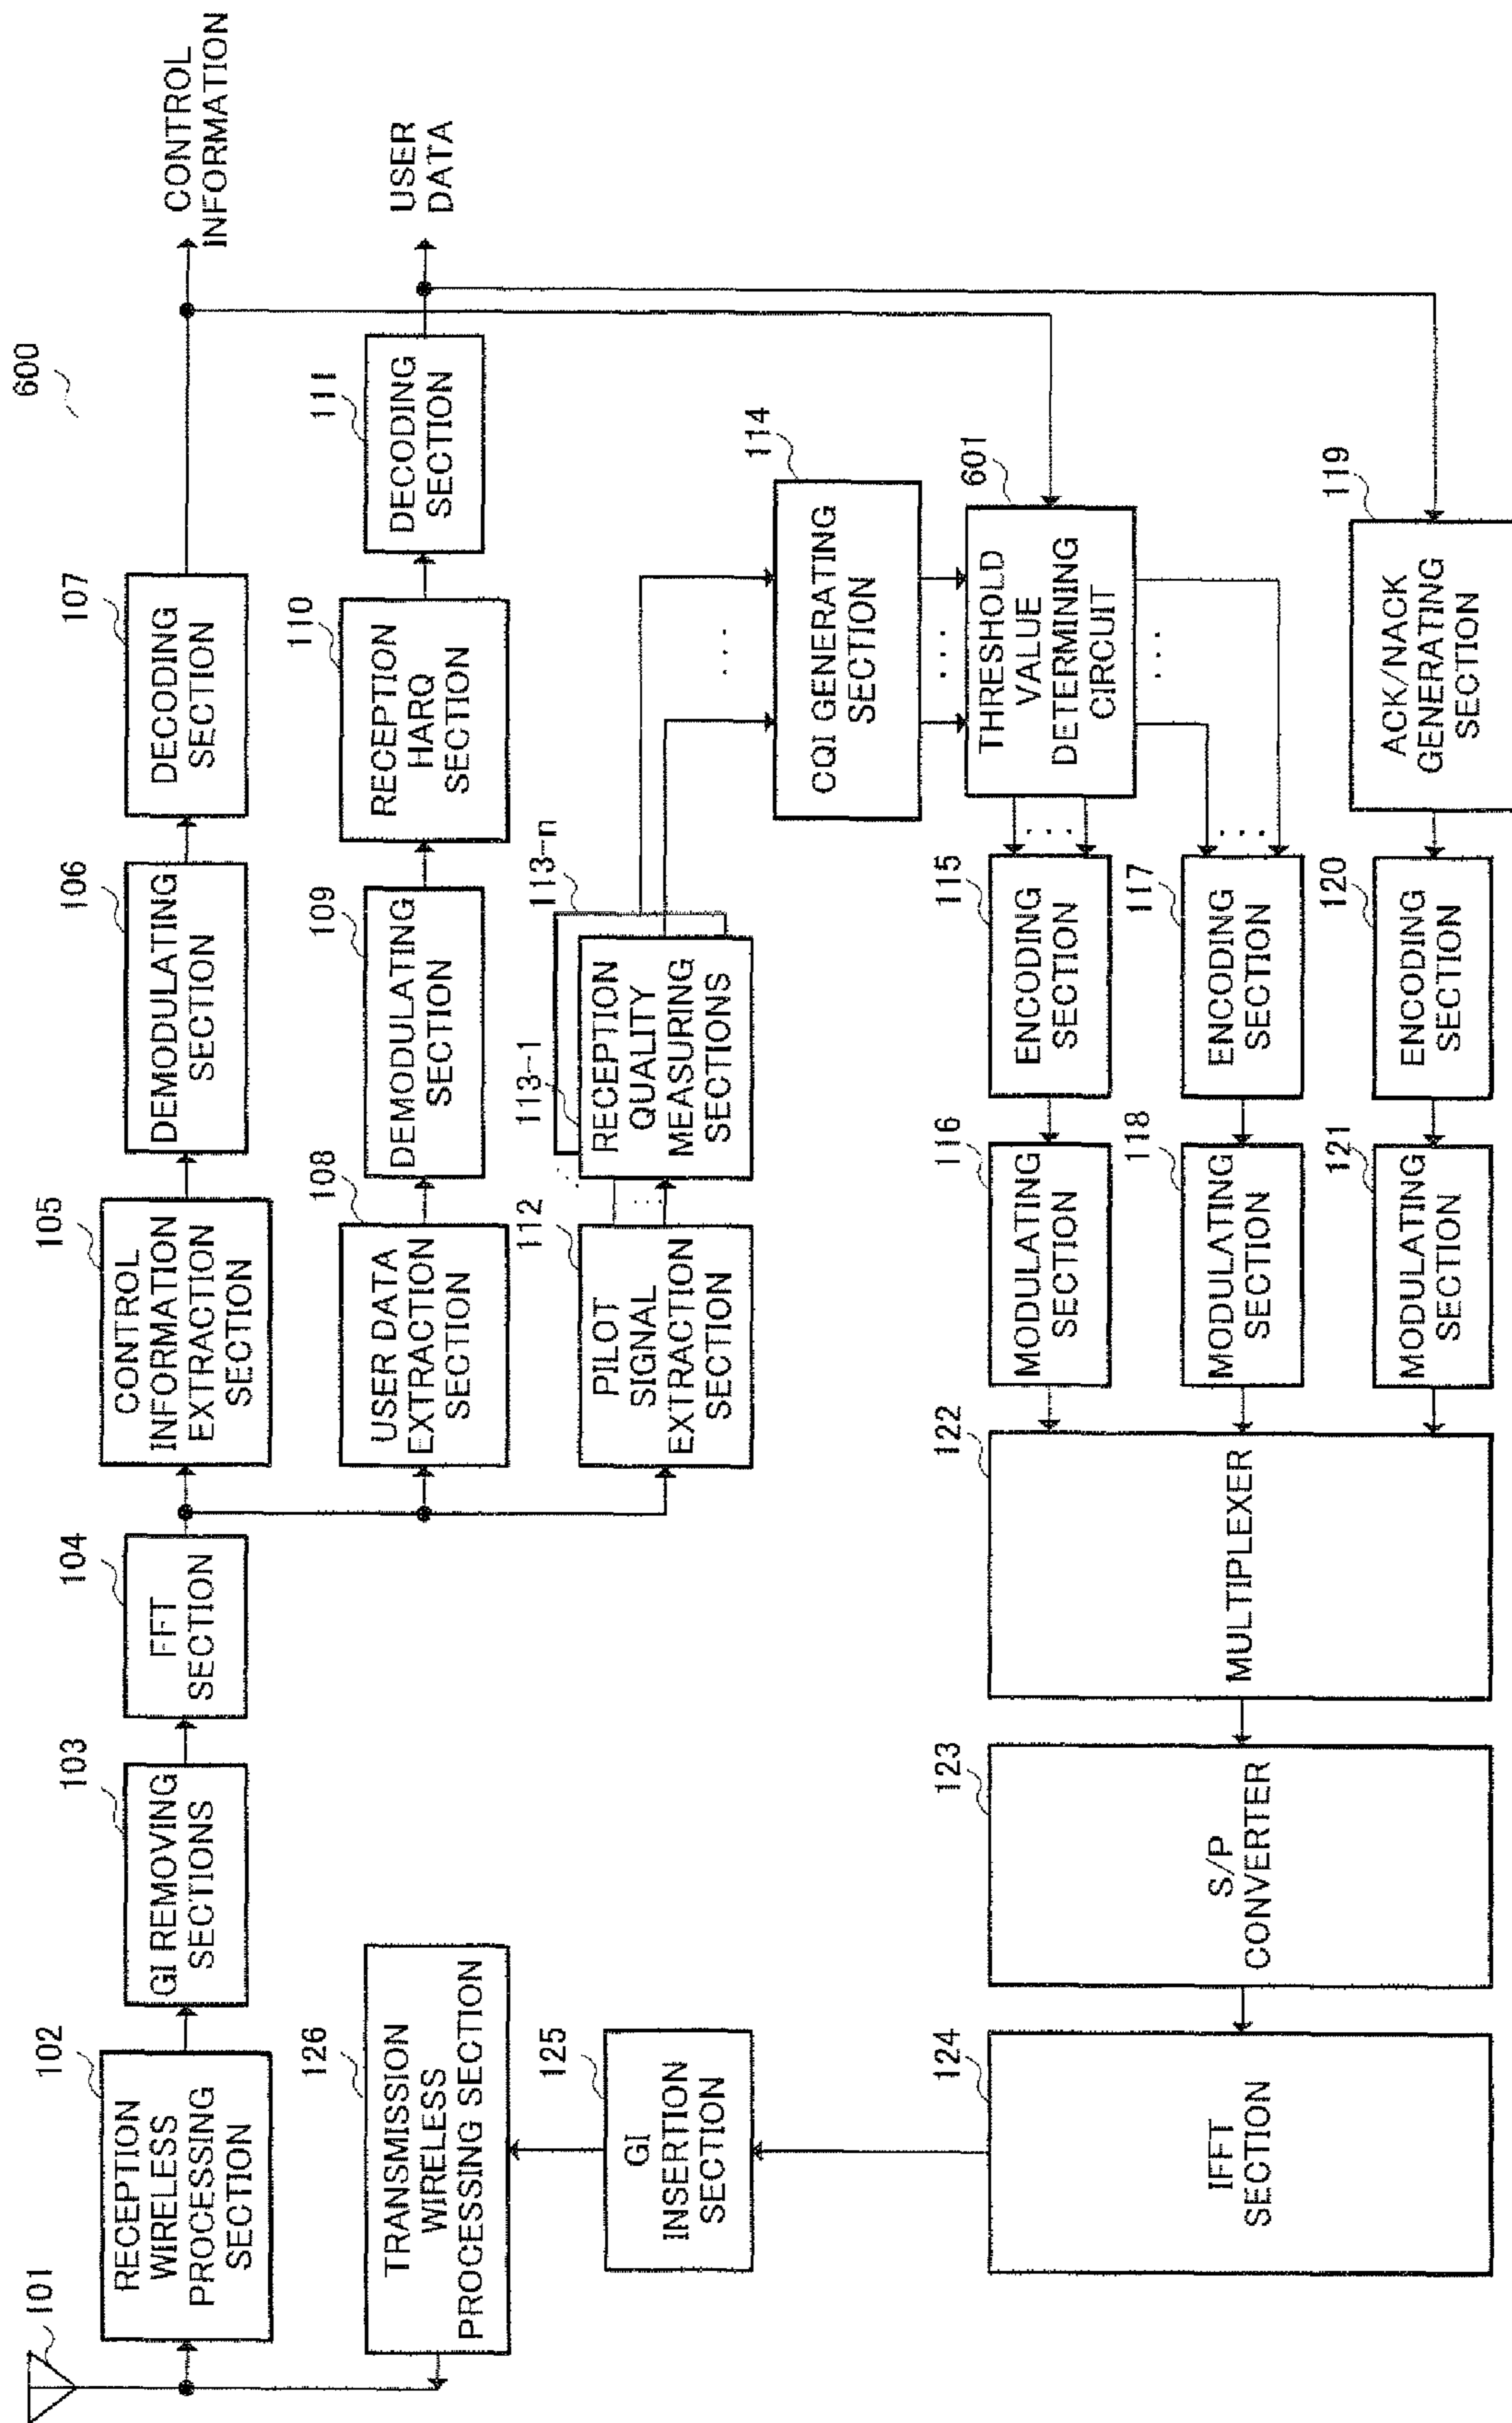 600
101
102
RECEPTION
WIRELESS
PROCESSING
SECTION
103
GI REMOVING
SECTIONS
104
FFT
SECTION
105
CONTROL
INFORMATION
EXTRACTION
SECTION
106
DEMODULATING
SECTION
107
DECODING
SECTION
CONTROL
INFORMATION
108
USER DATA
EXTRACTION
SECTION
109
DEMODULATING
SECTION
110
RECEPTION
HARQ
SECTION
111
DECODING
SECTION
USER
DATA
112
PILOT
SIGNAL
EXTRACTION
SECTION
113-1
113-n
RECEPTION
QUALITY
MEASURING
SECTIONS
114
CQI GENERATING
SECTION
601
THRESHOLD
VALUE
DETERMINING
CIRCUIT
119
ACK/NACK
GENERATING
SECTION
115
ENCODING
SECTION
117
ENCODING
SECTION
120
ENCODING
SECTION
116
MODULATING
SECTION
118
MODULATING
SECTION
121
MODULATING
SECTION
122
MULTIPLEXER
123
S/P
CONVERTER
124
IFFT
SECTION
125
GI
INSERTION
SECTION
126
TRANSMISSION
WIRELESS
PROCESSING SECTION